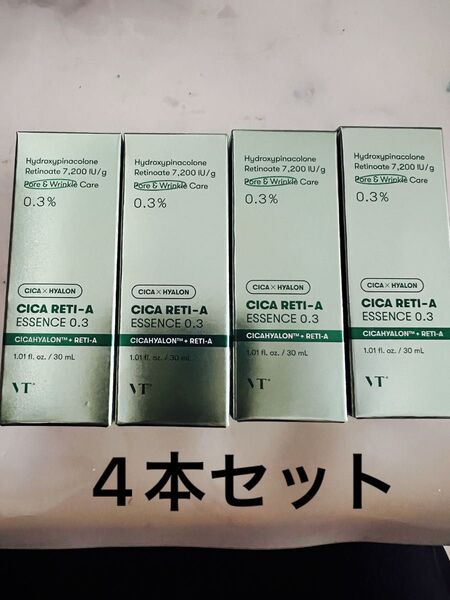 Hydroxypinacolone
Retinoate 7,200 IU/g
Pore & Wrinkle Care
0.3%
CICA × HYALON
CICA RETI-A
ESSENCE 0.3
CICAHYALON™ + RETI-A
1.01 fl. oz. / 30 mL
VT®
Hydroxypinacolone
Retinoate 7,200 IU/g
Pore & Wrinkle Care
0.3%
CICA × HYALON
CICA RETI-A
ESSENCE 0.3
CICAHYALON™ + RETI-A
1.01 fl. oz. / 30 mL
VT®
Hydroxypinacolone
Retinoate 7,200 IU/g
Pore & Wrinkle Care
0.3%
CICA × HYALON
CICA RETI-A
ESSENCE 0.3
CICAHYALON™ + RETI-A
1.01 fl. oz. / 30 mL
VT®
Hydroxypinacolone
Retinoate 7,200 IU/g
Pore & Wrinkle Care
0.3%
CICA × HYALON
CICA RETI-A
ESSENCE 0.3
CICAHYALON™ + RETI-A
1.01 fl. oz. / 30 mL
VT®
４本セット